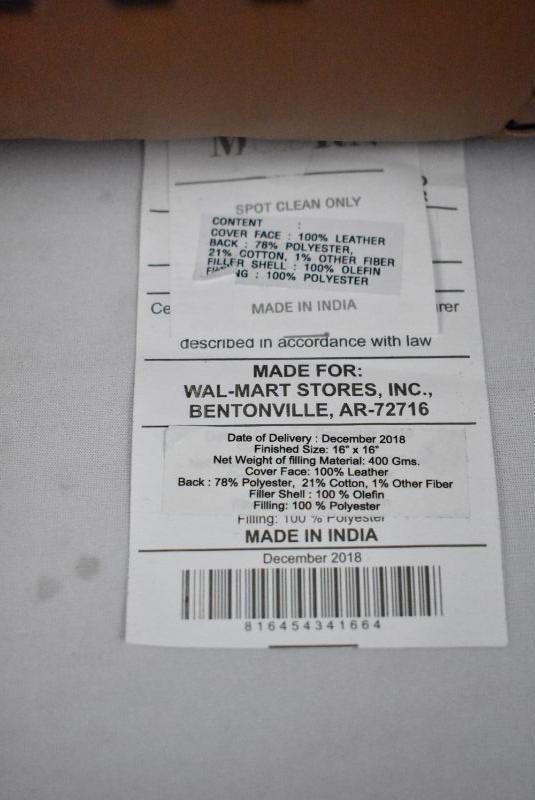 SPOT CLEAN ONLY
CONTENT :
COVER FACE : 100% LEATHER
BACK : 78% POLYESTER,
21% COTTON, 1% OTHER FIBER
FILLER SHELL : 100% OLEFIN
: 100% POLYESTER
MADE IN INDIA
described in accordance with law
MADE FOR:
WAL-MART STORES, INC.,
BENTONVILLE, AR-72716
Date of Delivery : December 2018
Finished Size: 16" x 16"
Net Weight of filling Material: 400 Gms.
Cover Face: 100% Leather
Back : 78% Polyester, 21% Cotton, 1% Other Fiber
Filler Shell : 100 % Olefin
Filling: 100 % Polyester
Filling: 100 % Polyester
MADE IN INDIA
December 2018
816454341664